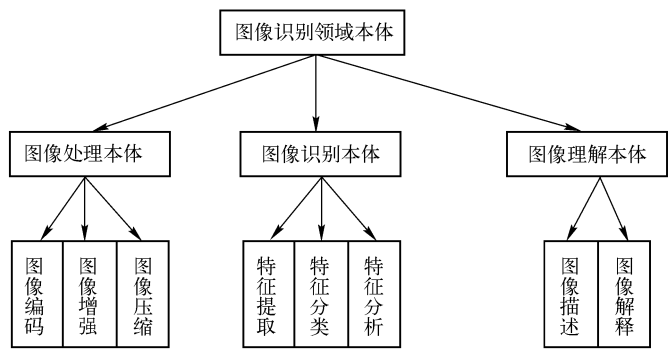 图像识别领域本体
图像处理本体
图像识别本体
图像理解本体
图像编码
图像增强
图像压缩
特征提取
特征分类
特征分析
图像描述
图像解释